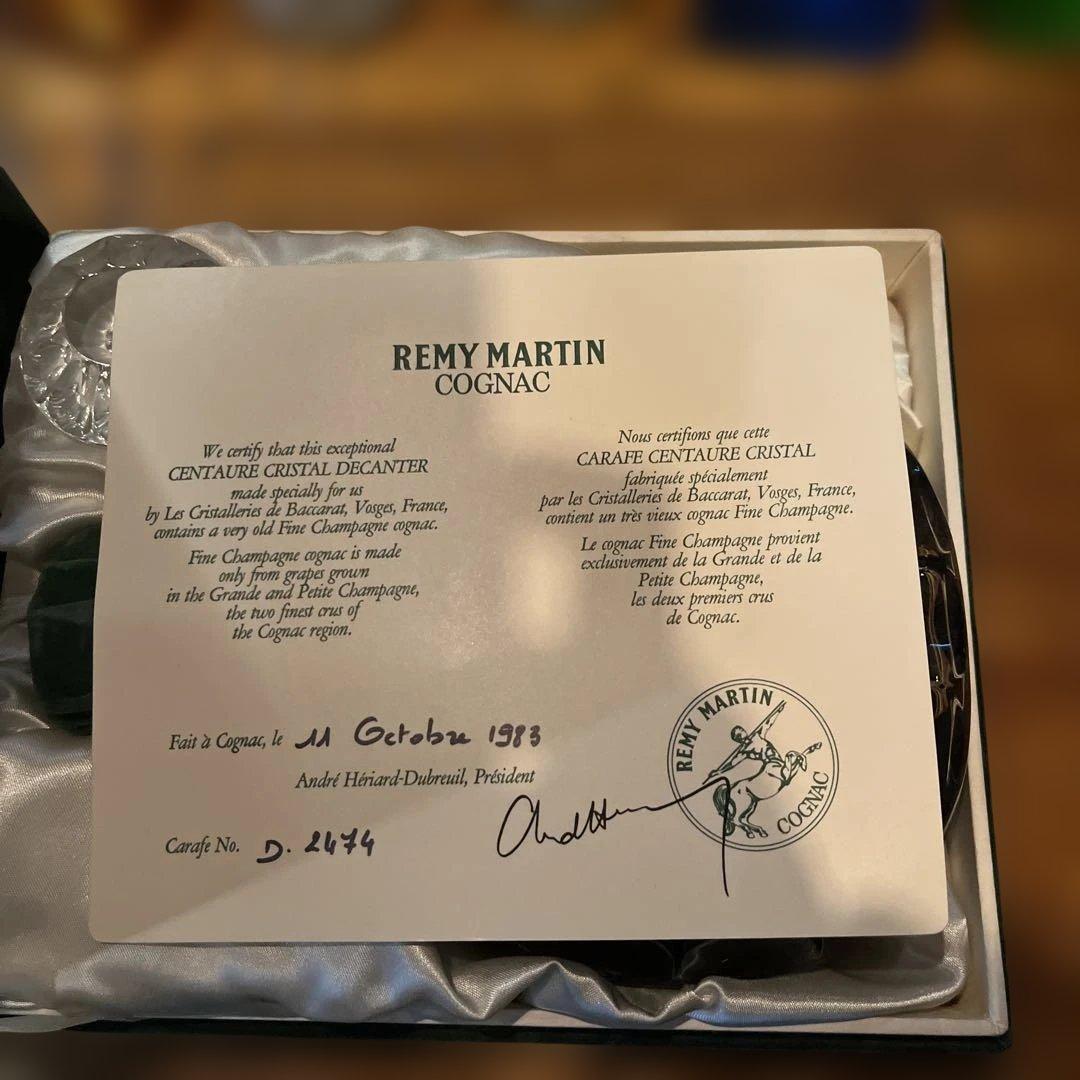 REMY MARTIN
COGNAC
We certify that this exceptional
CENTAURE CRISTAL DECANTER
made specially for us
by Les Cristalleries de Baccarat, Vosges, France,
contains a very old Fine Champagne cognac.
Fine Champagne cognac is made
only from grapes grown
in the Grande and Petite Champagne,
the two finest crus of
the Cognac region.
Nous certifions que cette
CARAFE CENTAURE CRISTAL
fabriquée spécialement
par les Cristalleries de Baccarat, Vosges, France,
contient un très vieux cognac Fine Champagne.
Le cognac Fine Champagne provient
exclusivement de la Grande et de la
Petite Champagne,
les deux premiers crus
de Cognac.
Fait à Cognac, le 11 Octobre 1983
André Hériard-Dubreuil, Président
Carafe No. D. 2474
REMY MARTIN
COGNAC